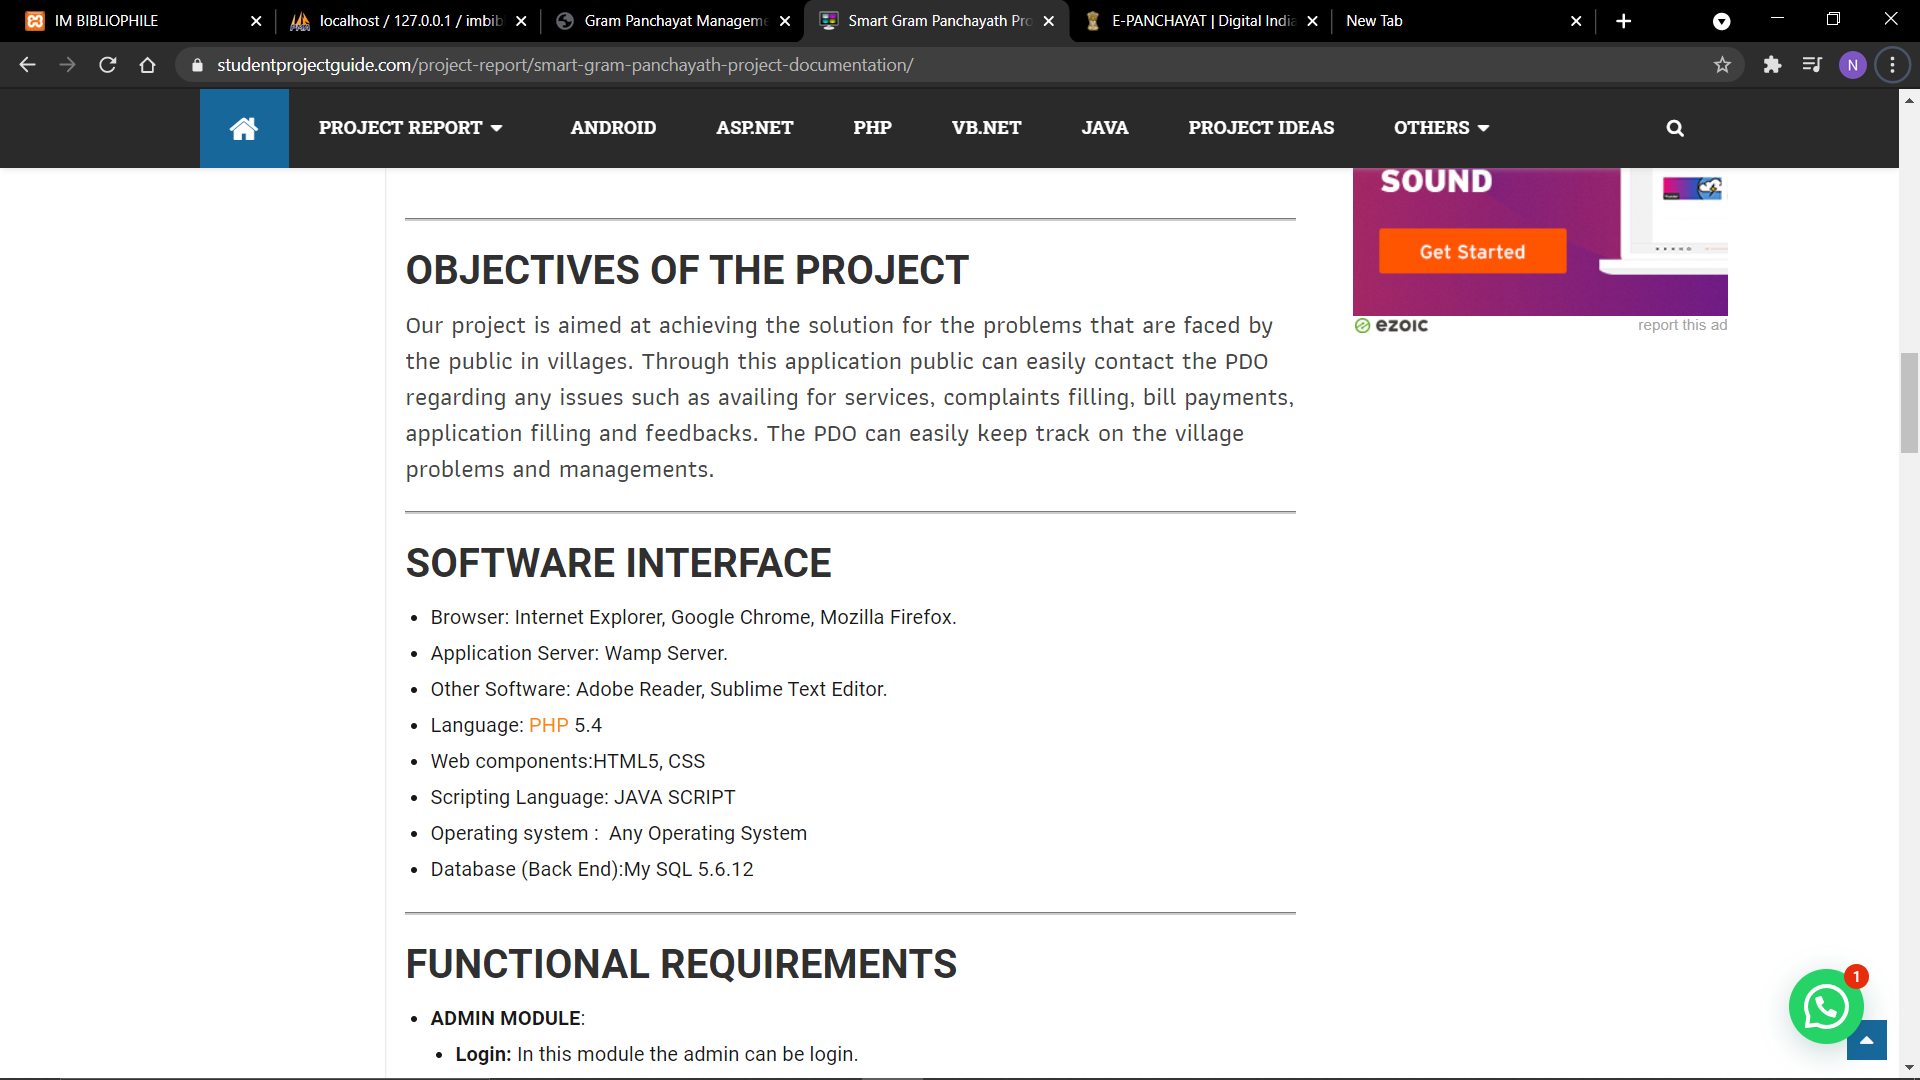 IM BIBLIOPHILE
localhost / 127.0.0.1 / imbib
Gram Panchayat Manageme
Smart Gram Panchayath Pro
E-PANCHAYAT | Digital India
New Tab
studentprojectguide.com/project-report/smart-gram-panchayath-project-documentation/
N
PROJECT REPORT
ANDROID
ASP.NET
PHP
VB.NET
JAVA
PROJECT IDEAS
OTHERS
SOUND
Get Started
ezoic
report this ad
OBJECTIVES OF THE PROJECT
Our project is aimed at achieving the solution for the problems that are faced by
the public in villages. Through this application public can easily contact the PDO
regarding any issues such as availing for services, complaints filling, bill payments,
application filling and feedbacks. The PDO can easily keep track on the village
problems and managements.
SOFTWARE INTERFACE
• Browser: Internet Explorer, Google Chrome, Mozilla Firefox.
• Application Server: Wamp Server.
• Other Software: Adobe Reader, Sublime Text Editor.
• Language: PHP 5.4
• Web components:HTML5, CSS
• Scripting Language: JAVA SCRIPT
• Operating system :  Any Operating System
• Database (Back End):My SQL 5.6.12
FUNCTIONAL REQUIREMENTS
• ADMIN MODULE:
• Login: In this module the admin can be login.
1